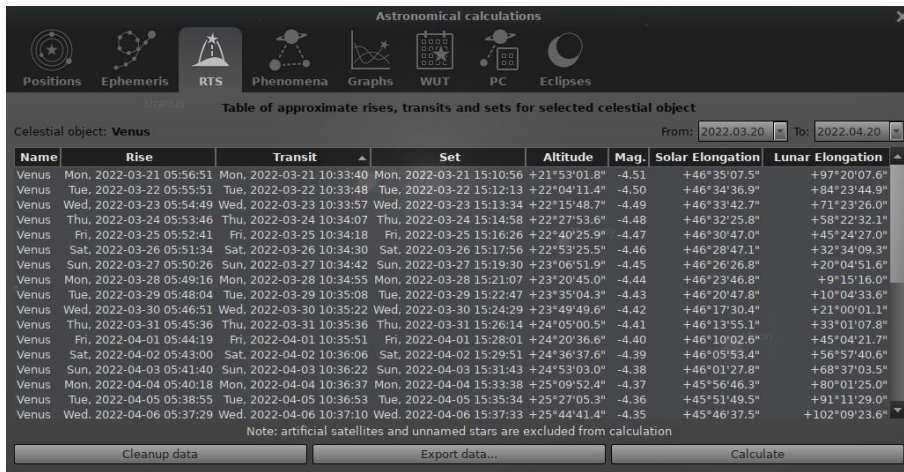 Astronomical calculations
Positions Ephemeris RTS Phenomena Graphs WUT PC Eclipses
Uranus
Table of approximate rises, transits and sets for selected celestial object
Celestial object: Venus From: 2022.03.20 To: 2022.04.20
Name Rise Transit Set Altitude Mag. Solar Elongation Lunar Elongation
Venus Mon, 2022-03-21 05:56:51 Mon, 2022-03-21 10:33:40 Mon, 2022-03-21 15:10:56 +21°53'01.8" -4.51 +46°35'07.5" +97°20'07.6"
Venus Tue, 2022-03-22 05:55:51 Tue, 2022-03-22 10:33:48 Tue, 2022-03-22 15:12:13 +22°04'11.4" -4.50 +46°34'36.9" +84°23'44.9"
Venus Wed, 2022-03-23 05:54:49 Wed, 2022-03-23 10:33:57 Wed, 2022-03-23 15:13:34 +22°15'48.7" -4.49 +46°33'42.7" +71°23'26.0"
Venus Thu, 2022-03-24 05:53:46 Thu, 2022-03-24 10:34:07 Thu, 2022-03-24 15:14:58 +22°27'53.6" -4.48 +46°32'25.8" +58°22'32.1"
Venus Fri, 2022-03-25 05:52:41 Fri, 2022-03-25 10:34:18 Fri, 2022-03-25 15:16:26 +22°40'25.9" -4.47 +46°30'47.0" +45°24'27.0"
Venus Sat, 2022-03-26 05:51:34 Sat, 2022-03-26 10:34:30 Sat, 2022-03-26 15:17:56 +22°53'25.5" -4.46 +46°28'47.1" +32°34'09.3"
Venus Sun, 2022-03-27 05:50:26 Sun, 2022-03-27 10:34:42 Sun, 2022-03-27 15:19:30 +23°06'51.9" -4.45 +46°26'26.8" +20°04'51.6"
Venus Mon, 2022-03-28 05:49:16 Mon, 2022-03-28 10:34:55 Mon, 2022-03-28 15:21:07 +23°20'45.0" -4.44 +46°23'46.8" +9°15'16.0"
Venus Tue, 2022-03-29 05:48:04 Tue, 2022-03-29 10:35:08 Tue, 2022-03-29 15:22:47 +23°35'04.3" -4.43 +46°20'47.8" +10°04'33.6"
Venus Wed, 2022-03-30 05:46:51 Wed, 2022-03-30 10:35:22 Wed, 2022-03-30 15:24:29 +23°49'49.6" -4.42 +46°17'30.4" +21°00'01.1"
Venus Thu, 2022-03-31 05:45:36 Thu, 2022-03-31 10:35:36 Thu, 2022-03-31 15:26:14 +24°05'00.5" -4.41 +46°13'55.1" +33°01'07.8"
Venus Fri, 2022-04-01 05:44:19 Fri, 2022-04-01 10:35:51 Fri, 2022-04-01 15:28:01 +24°20'36.6" -4.40 +46°10'02.6" +45°04'21.7"
Venus Sat, 2022-04-02 05:43:00 Sat, 2022-04-02 10:36:06 Sat, 2022-04-02 15:29:51 +24°36'37.6" -4.39 +46°05'53.4" +56°57'40.6"
Venus Sun, 2022-04-03 05:41:40 Sun, 2022-04-03 10:36:22 Sun, 2022-04-03 15:31:43 +24°53'03.0" -4.38 +46°01'27.8" +68°37'03.5"
Venus Mon, 2022-04-04 05:40:18 Mon, 2022-04-04 10:36:37 Mon, 2022-04-04 15:33:38 +25°09'52.4" -4.37 +45°56'46.3" +80°01'25.0"
Venus Tue, 2022-04-05 05:38:55 Tue, 2022-04-05 10:36:53 Tue, 2022-04-05 15:35:34 +25°27'05.3" -4.36 +45°51'49.5" +91°11'29.0"
Venus Wed, 2022-04-06 05:37:29 Wed, 2022-04-06 10:37:10 Wed, 2022-04-06 15:37:33 +25°44'41.4" -4.35 +45°46'37.5" +102°09'23.6"
Note: artificial satellites and unnamed stars are excluded from calculation
Cleanup data Export data... Calculate